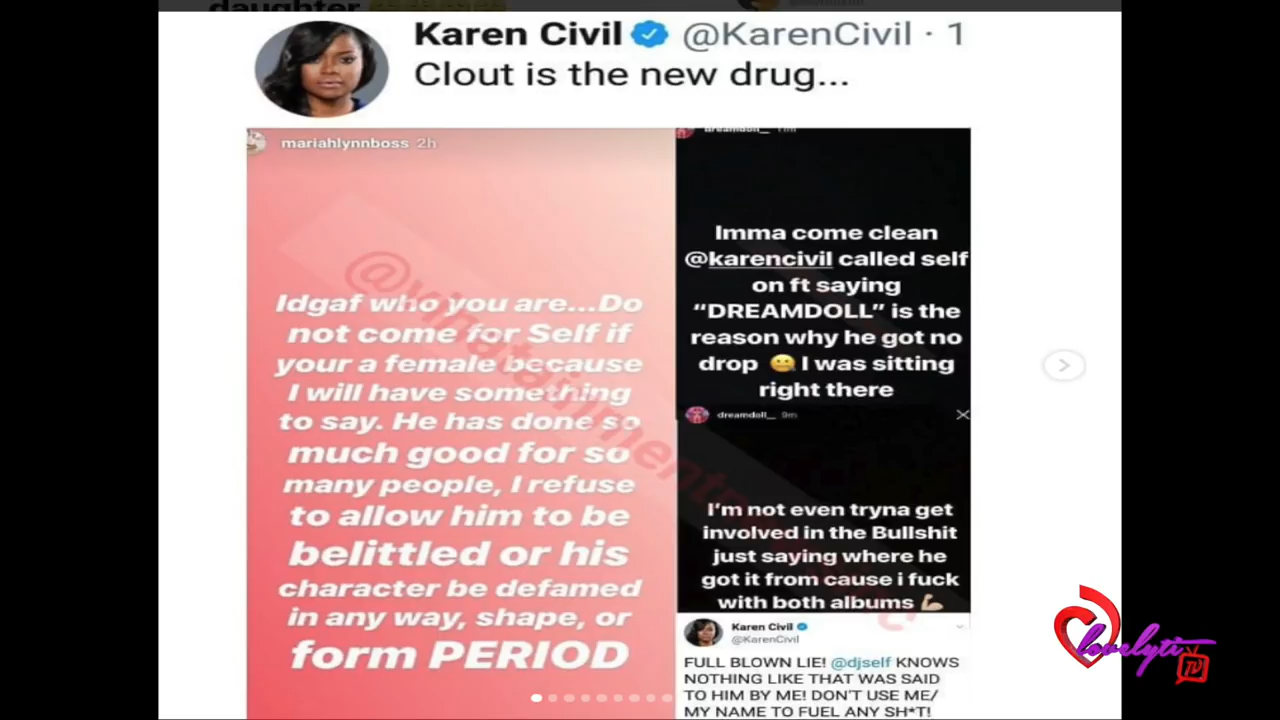 daughter
Karen Civil @KarenCivil · 1
Clout is the new drug...
mariahlynnboss 2h
Idgaf who you are...Do
not come for Self if
your a female because
I will have something
to say. He has done so
much good for so
many people, I refuse
to allow him to be
belittled or his
character be defamed
in any way, shape, or
form PERIOD
dreamdoll__ 11m
Imma come clean
@karencivil called self
on ft saying
“DREAMDOLL” is the
reason why he got no
drop 🤐 I was sitting
right there
dreamdoll__ 9m
I’m not even tryna get
involved in the Bullshit
just saying where he
got it from cause i fuck
with both albums 💪🏼
Karen Civil
@KarenCivil
FULL BLOWN LIE! @djself KNOWS
NOTHING LIKE THAT WAS SAID
TO HIM BY ME! DON'T USE ME/
MY NAME TO FUEL ANY SH*T!
lovelyti
TV